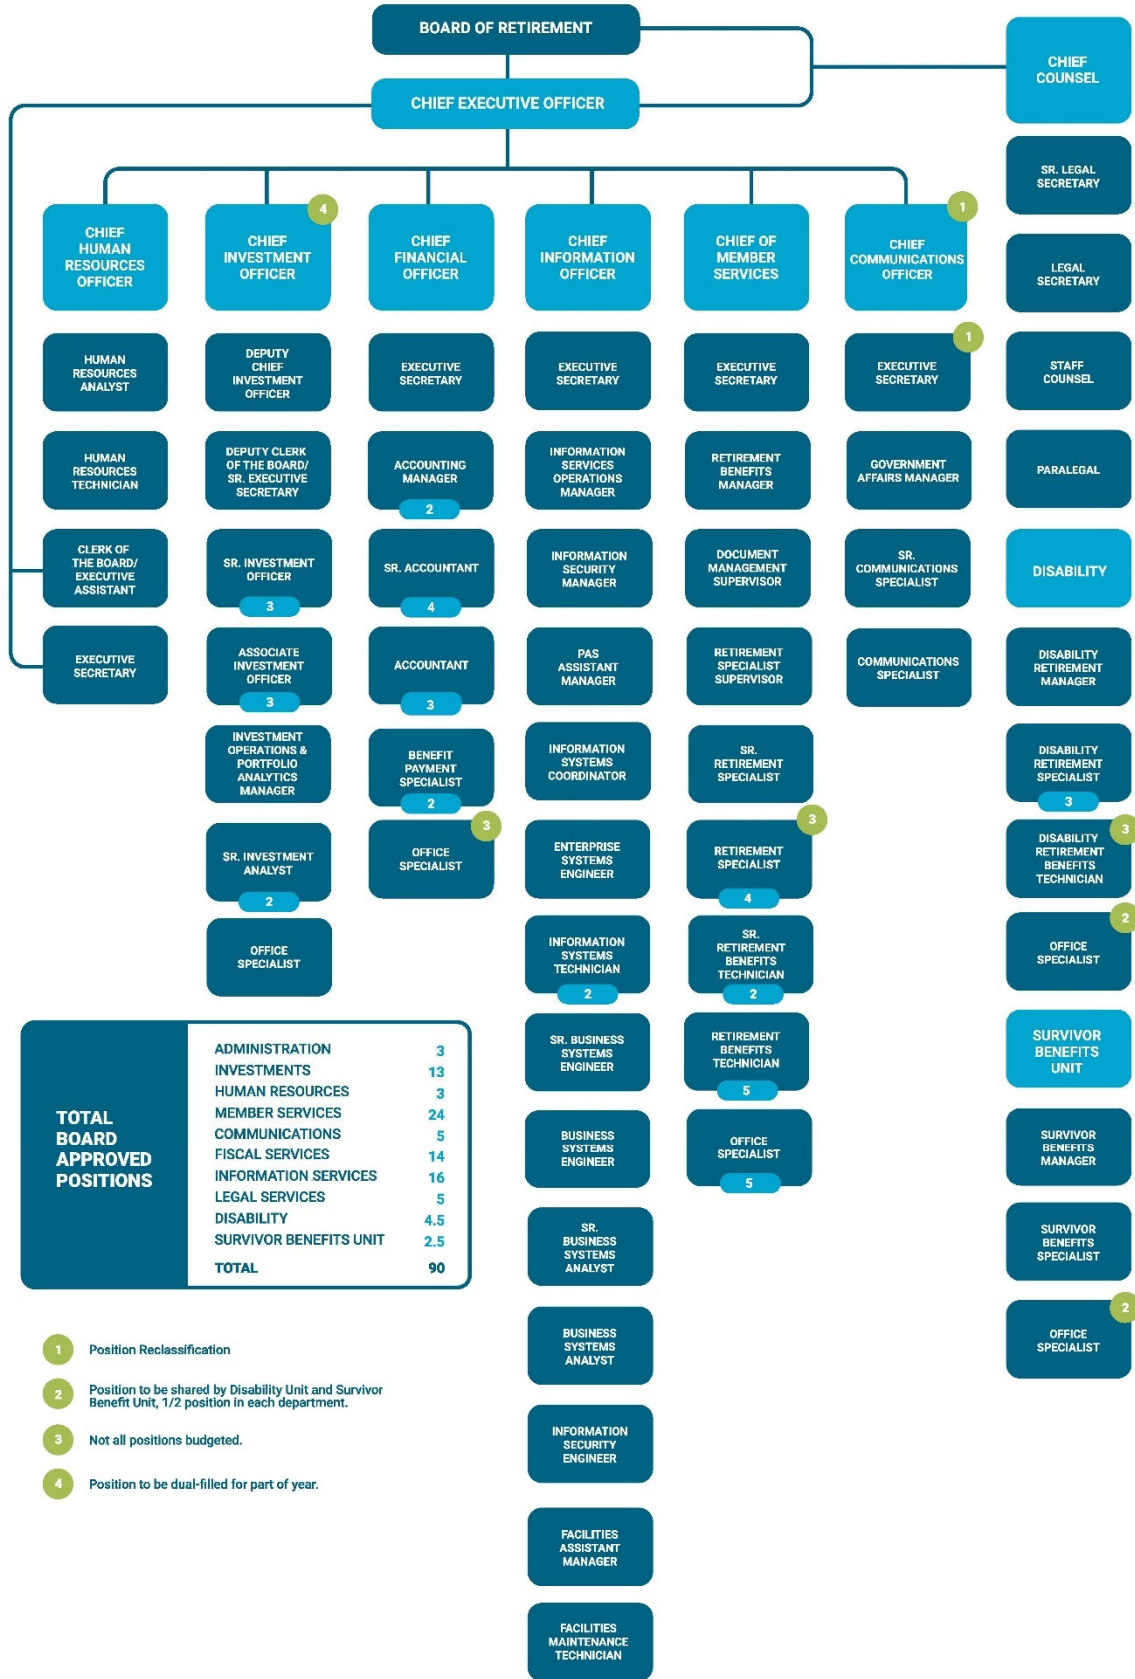 BOARD OF RETIREMENT
CHIEF EXECUTIVE OFFICER
CHIEF
COUNSEL
SR. LEGAL
SECRETARY
LEGAL
SECRETARY
STAFF
COUNSEL
PARALEGAL
DISABILITY
DISABILITY
RETIREMENT
MANAGER
DISABILITY
RETIREMENT
SPECIALIST
3
3
DISABILITY
RETIREMENT
BENEFITS
TECHNICIAN
2
OFFICE
SPECIALIST
SURVIVOR
BENEFITS
UNIT
SURVIVOR
BENEFITS
MANAGER
SURVIVOR
BENEFITS
SPECIALIST
2
OFFICE
SPECIALIST
CHIEF
HUMAN
RESOURCES
OFFICER
HUMAN
RESOURCES
ANALYST
HUMAN
RESOURCES
TECHNICIAN
CLERK OF
THE BOARD/
EXECUTIVE
ASSISTANT
EXECUTIVE
SECRETARY
4
CHIEF
INVESTMENT
OFFICER
DEPUTY
CHIEF
INVESTMENT
OFFICER
DEPUTY CLERK
OF THE BOARD/
SR. EXECUTIVE
SECRETARY
SR. INVESTMENT
OFFICER
3
ASSOCIATE
INVESTMENT
OFFICER
3
INVESTMENT
OPERATIONS &
PORTFOLIO
ANALYTICS
MANAGER
SR. INVESTMENT
ANALYST
2
OFFICE
SPECIALIST
CHIEF
FINANCIAL
OFFICER
EXECUTIVE
SECRETARY
ACCOUNTING
MANAGER
2
SR. ACCOUNTANT
4
ACCOUNTANT
3
BENEFIT
PAYMENT
SPECIALIST
2
3
OFFICE
SPECIALIST
CHIEF
INFORMATION
OFFICER
EXECUTIVE
SECRETARY
INFORMATION
SERVICES
OPERATIONS
MANAGER
INFORMATION
SECURITY
MANAGER
PAS
ASSISTANT
MANAGER
INFORMATION
SYSTEMS
COORDINATOR
ENTERPRISE
SYSTEMS
ENGINEER
INFORMATION
SYSTEMS
TECHNICIAN
2
SR. BUSINESS
SYSTEMS
ENGINEER
BUSINESS
SYSTEMS
ENGINEER
SR.
BUSINESS
SYSTEMS
ANALYST
BUSINESS
SYSTEMS
ANALYST
INFORMATION
SECURITY
ENGINEER
FACILITIES
ASSISTANT
MANAGER
FACILITIES
MAINTENANCE
TECHNICIAN
CHIEF OF
MEMBER
SERVICES
EXECUTIVE
SECRETARY
RETIREMENT
BENEFITS
MANAGER
DOCUMENT
MANAGEMENT
SUPERVISOR
RETIREMENT
SPECIALIST
SUPERVISOR
SR.
RETIREMENT
SPECIALIST
3
RETIREMENT
SPECIALIST
4
SR.
RETIREMENT
BENEFITS
TECHNICIAN
2
RETIREMENT
BENEFITS
TECHNICIAN
5
OFFICE
SPECIALIST
5
1
CHIEF
COMMUNICATIONS
OFFICER
1
EXECUTIVE
SECRETARY
GOVERNMENT
AFFAIRS MANAGER
SR.
COMMUNICATIONS
SPECIALIST
COMMUNICATIONS
SPECIALIST
TOTAL
BOARD
APPROVED
POSITIONS
ADMINISTRATION 3
INVESTMENTS 13
HUMAN RESOURCES 3
MEMBER SERVICES 24
COMMUNICATIONS 5
FISCAL SERVICES 14
INFORMATION SERVICES 16
LEGAL SERVICES 5
DISABILITY 4.5
SURVIVOR BENEFITS UNIT 2.5
TOTAL 90
1 Position Reclassification
2 Position to be shared by Disability Unit and Survivor
Benefit Unit, 1/2 position in each department.
3 Not all positions budgeted.
4 Position to be dual-filled for part of year.